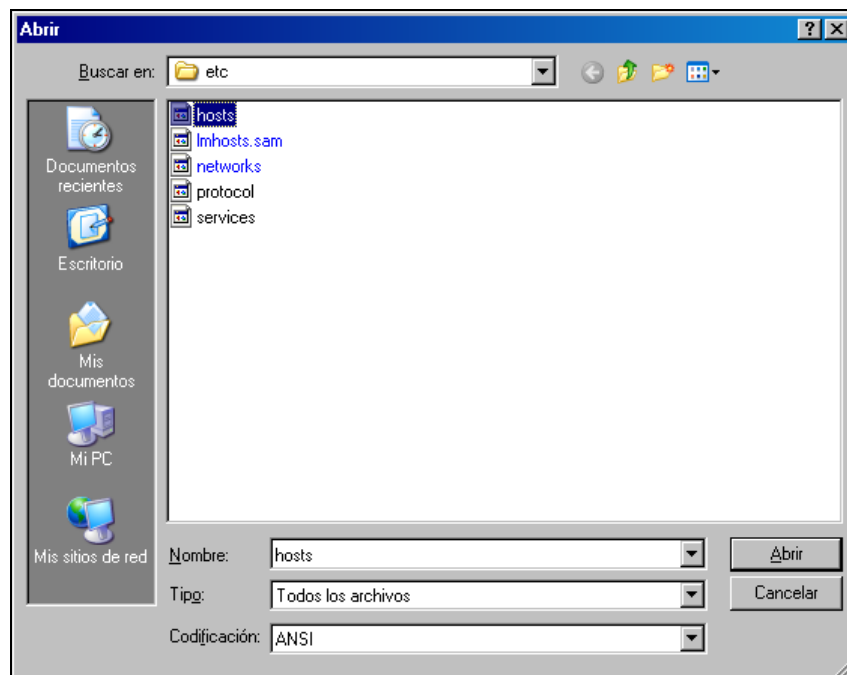 Abrir
Buscar en: etc
Documentos
recientes
Escritorio
Mis
documentos
Mi PC
Mis sitios de red
hosts
lmhosts.sam
networks
protocol
services
Nombre: hosts Abrir
Tipo: Todos los archivos Cancelar
Codificación: ANSI